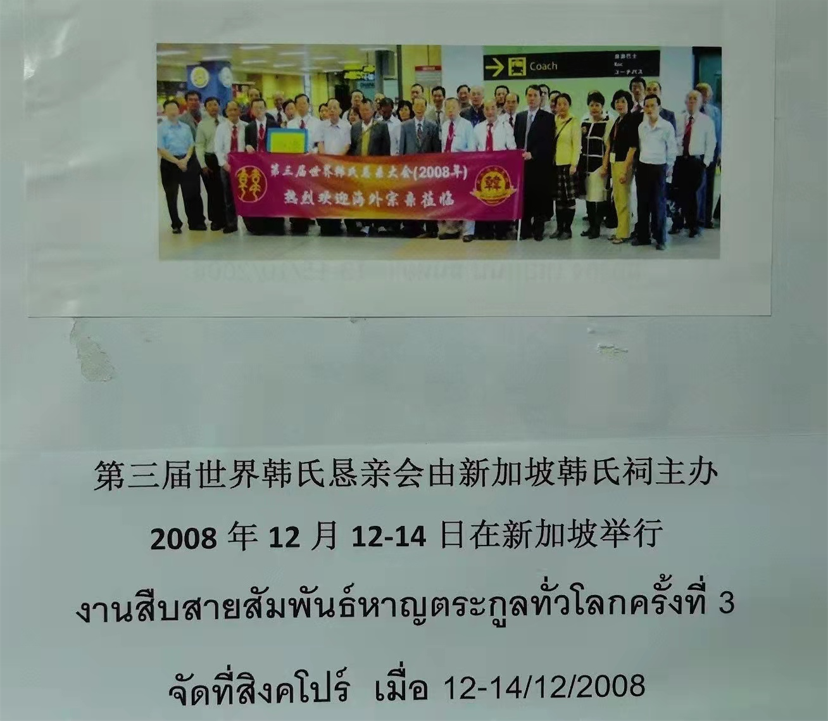 Coach
第三届世界韩氏恳亲大会(2008年)
热烈欢迎海外宗亲莅临
韓
第三届世界韩氏恳亲会由新加坡韩氏祠主办
2008 年 12 月 12-14 日在新加坡举行
งานสืบสายสัมพันธ์หาญตระกูลทั่วโลกครั้งที่ 3
จัดที่สิงคโปร์ เมื่อ 12-14/12/2008